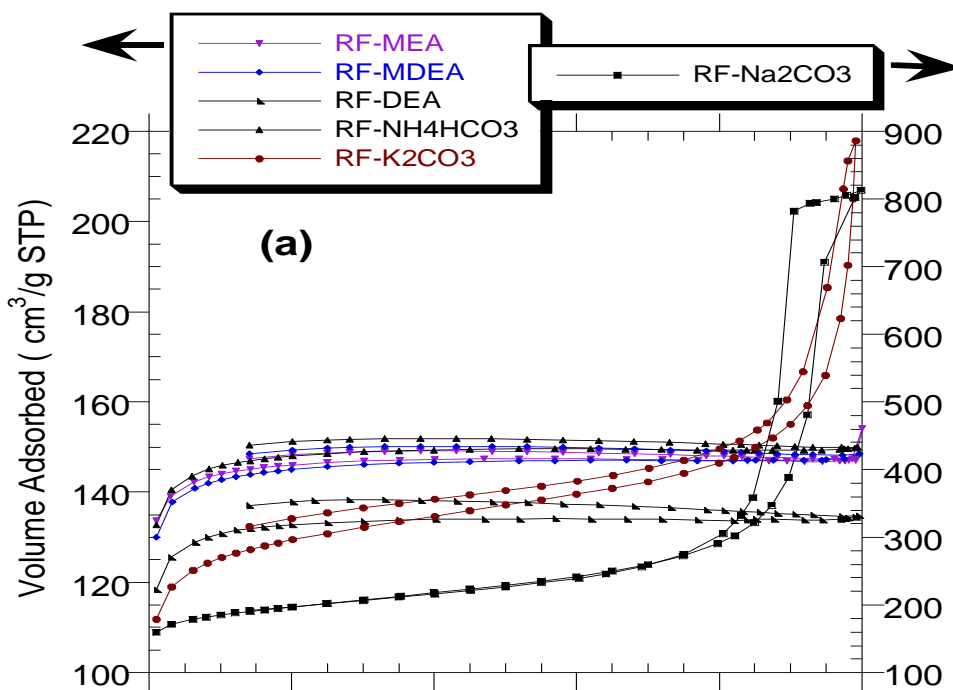 RF-MEA
RF-MDEA
RF-DEA
RF-NH4HCO3
RF-K2CO3
RF-Na2CO3
(a)
Volume Adsorbed ( cm³/g STP)
220
200
180
160
140
120
100
900
800
700
600
500
400
300
200
100